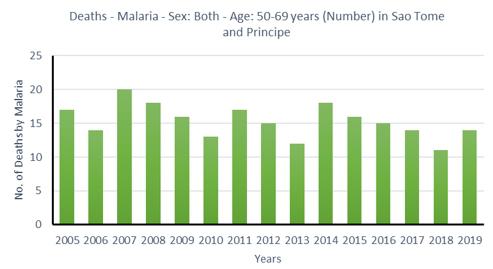 Deaths - Malaria - Sex: Both - Age: 50-69 years (Number) in Sao Tome
and Principe
25
20
15
10
5
0
No. of Deaths by Malaria
2005 2006 2007 2008 2009 2010 2011 2012 2013 2014 2015 2016 2017 2018 2019
Years